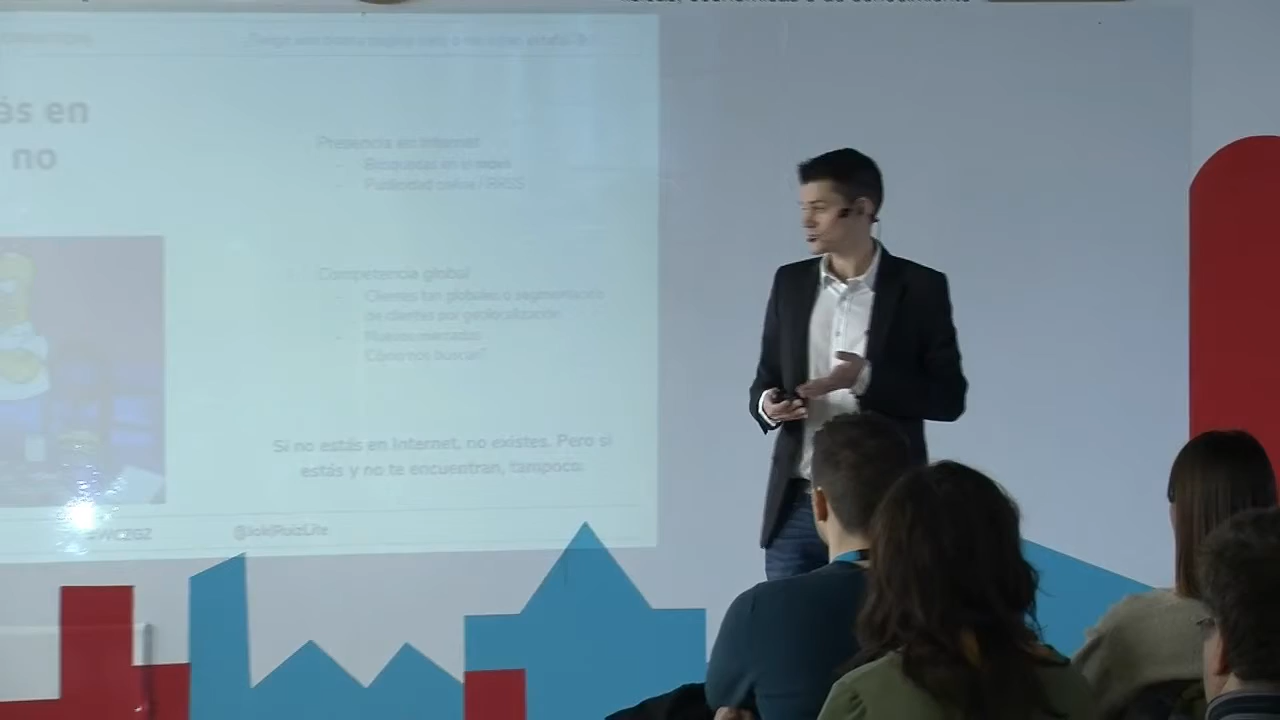 ás en
no
Presencia en Internet
- Búsquedas en el móvil
- Publicidad online / RRSS
Competencia global
- Clientes tan globales o segmentación
de clientes por geolocalización
- Nuevos mercados
- Cómo nos buscan?
Si no estás en Internet, no existes. Pero si
estás y no te encuentran, tampoco.
#WCZGZ